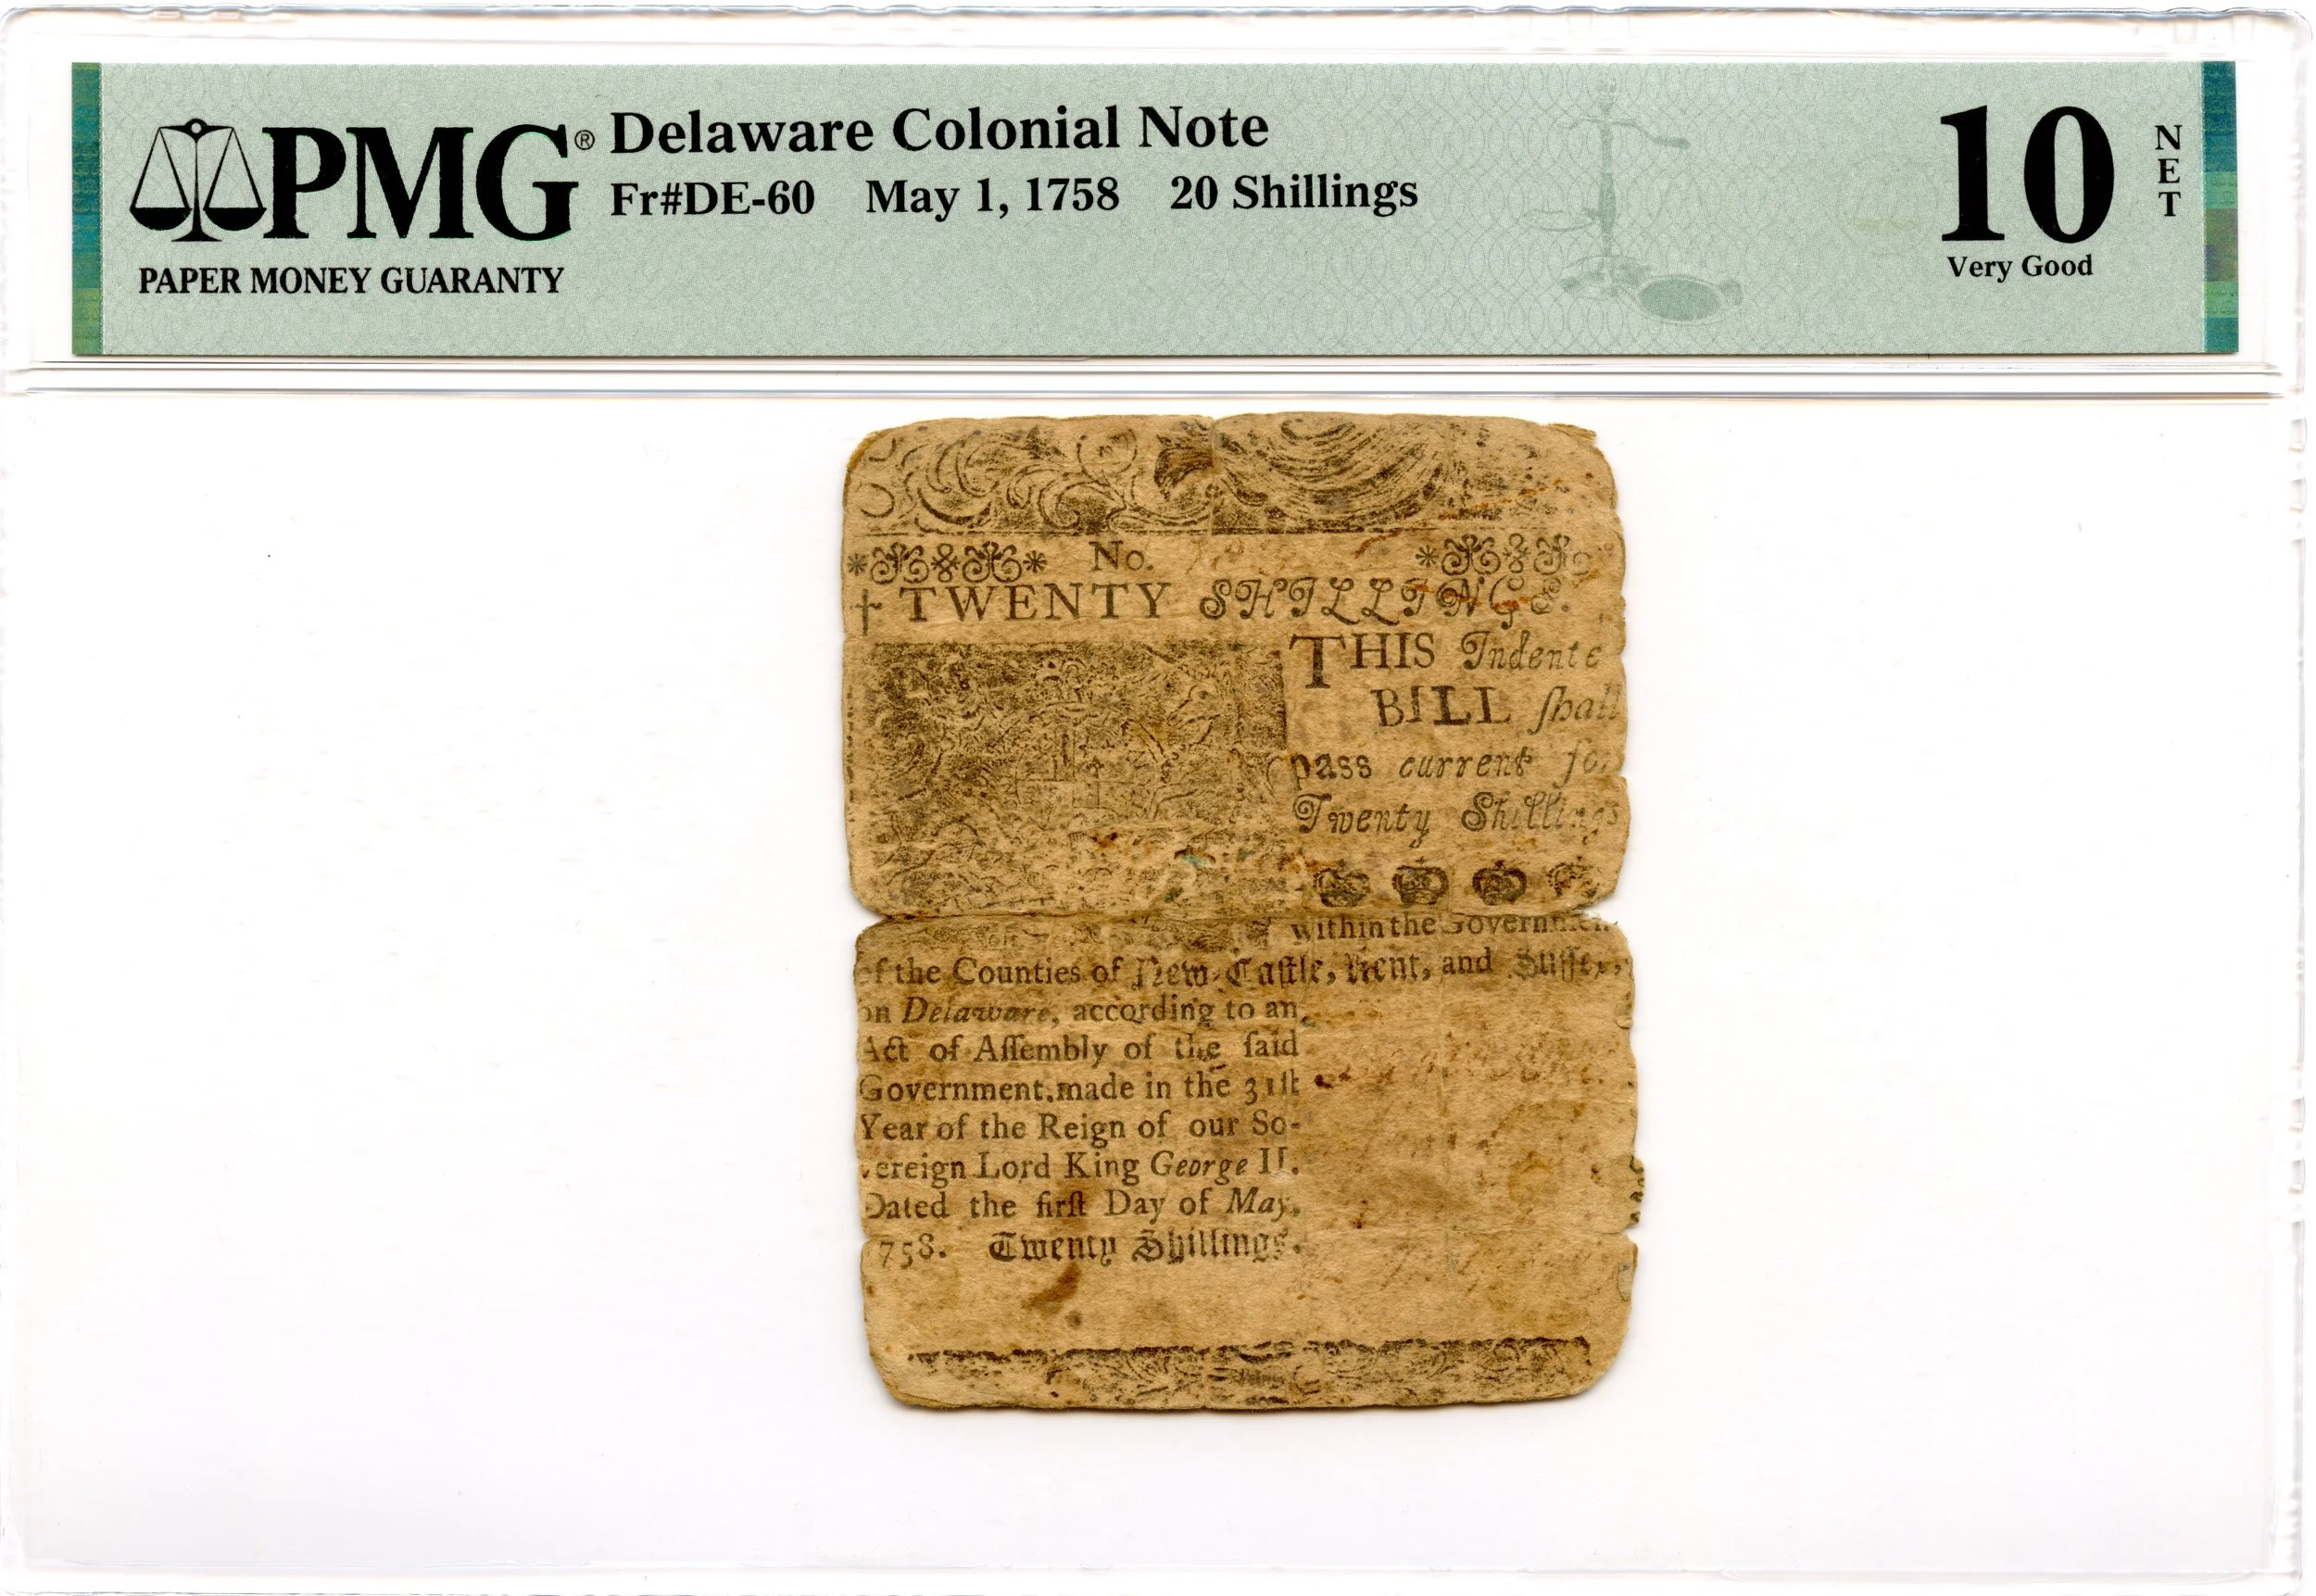 PMG®
PAPER MONEY GUARANTY
Delaware Colonial Note
Fr#DE-60 May 1, 1758 20 Shillings
10
NET
Very Good
No.
† TWENTY SHILLINGS.
THIS Indente
BILL ſhall
pass current for
Twenty Shillings
within the Governmen
of the Counties of New-Caſtle, Kent, and Suſſex,
on Delaware, according to an
Act of Aſſembly of the ſaid
Government, made in the 31ſt
Year of the Reign of our So-
vereign Lord King George II.
Dated the firſt Day of May,
1758. Twenty Shillings.